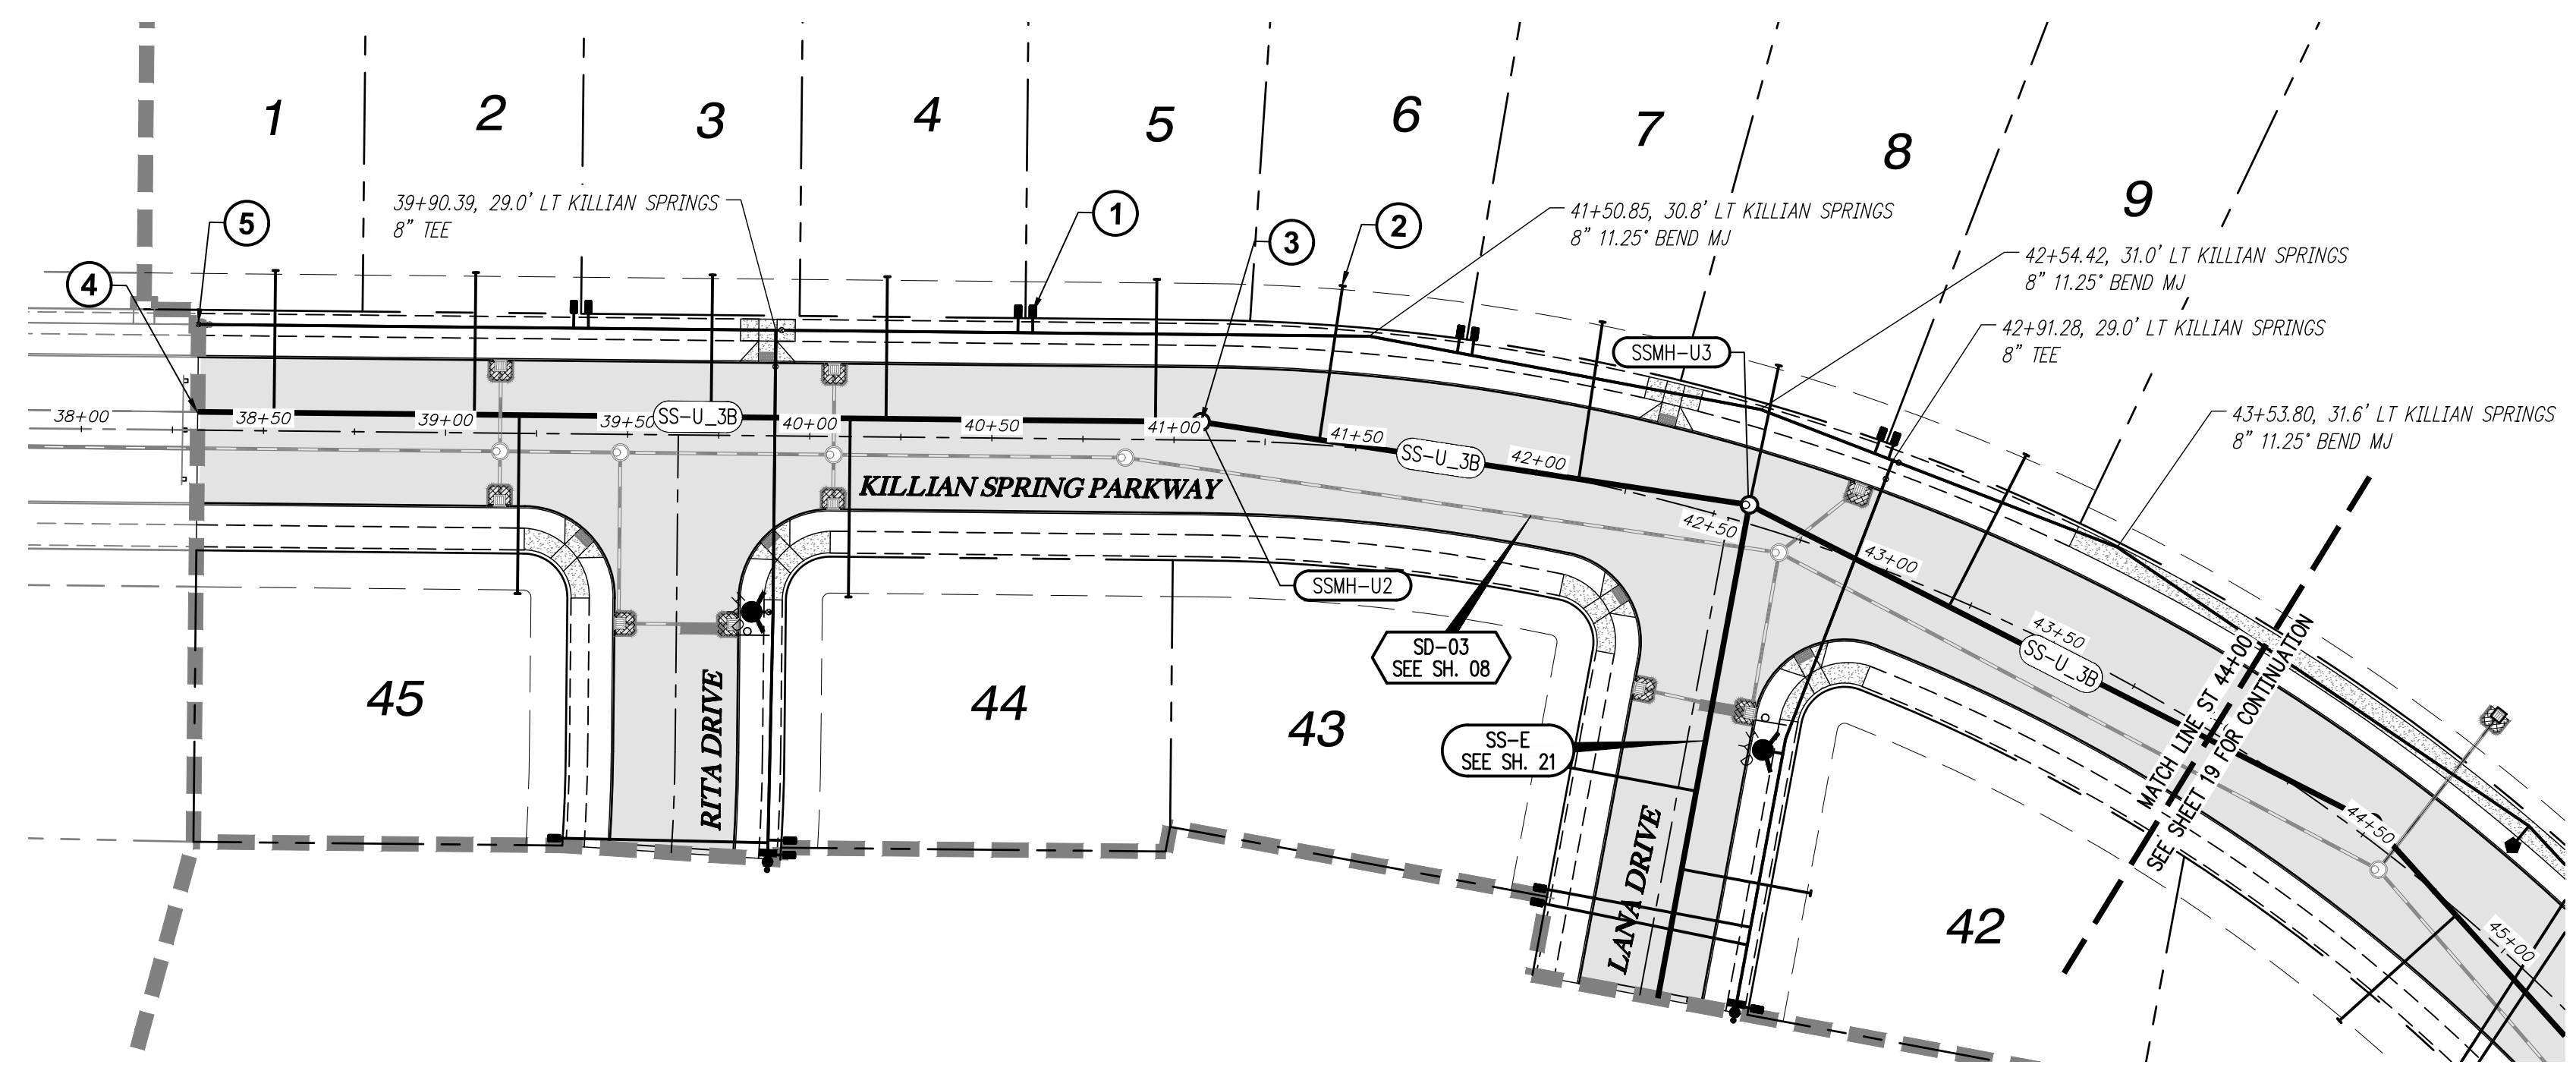 1
2
3
4
5
6
7
8
9
39+90.39, 29.0' LT KILLIAN SPRINGS
8" TEE
5
4
1
3
2
41+50.85, 30.8' LT KILLIAN SPRINGS
8" 11.25° BEND MJ
42+54.42, 31.0' LT KILLIAN SPRINGS
8" 11.25° BEND MJ
42+91.28, 29.0' LT KILLIAN SPRINGS
8" TEE
43+53.80, 31.6' LT KILLIAN SPRINGS
8" 11.25° BEND MJ
SSMH-U3
38+00
38+50
39+00
39+50
SS-U_3B
40+00
40+50
41+00
41+50
SS-U_3B
42+00
42+50
43+00
43+50
SS-U_3B
44+50
45+00
KILLIAN SPRING PARKWAY
SSMH-U2
SD-03
SEE SH. 08
SS-E
SEE SH. 21
MATCH LINE ST 44+00
SEE SHEET 19 FOR CONTINUATION
45
RITA DRIVE
44
43
LANA DRIVE
42